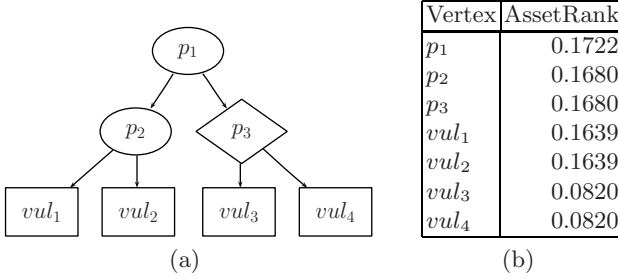 p1
p2
p3
vul1
vul2
vul3
vul4
(a)
Vertex AssetRank
p1 0.1722
p2 0.1680
p3 0.1680
vul1 0.1639
vul2 0.1639
vul3 0.0820
vul4 0.0820
(b)